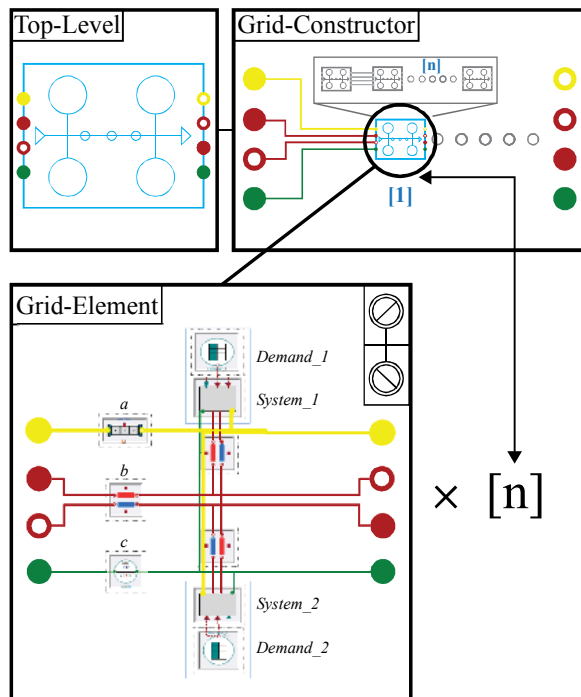 Top-Level
Grid-Constructor
[n]
[1]
Grid-Element
Demand_1
System_1
a
b
c
× [n]
System_2
Demand_2